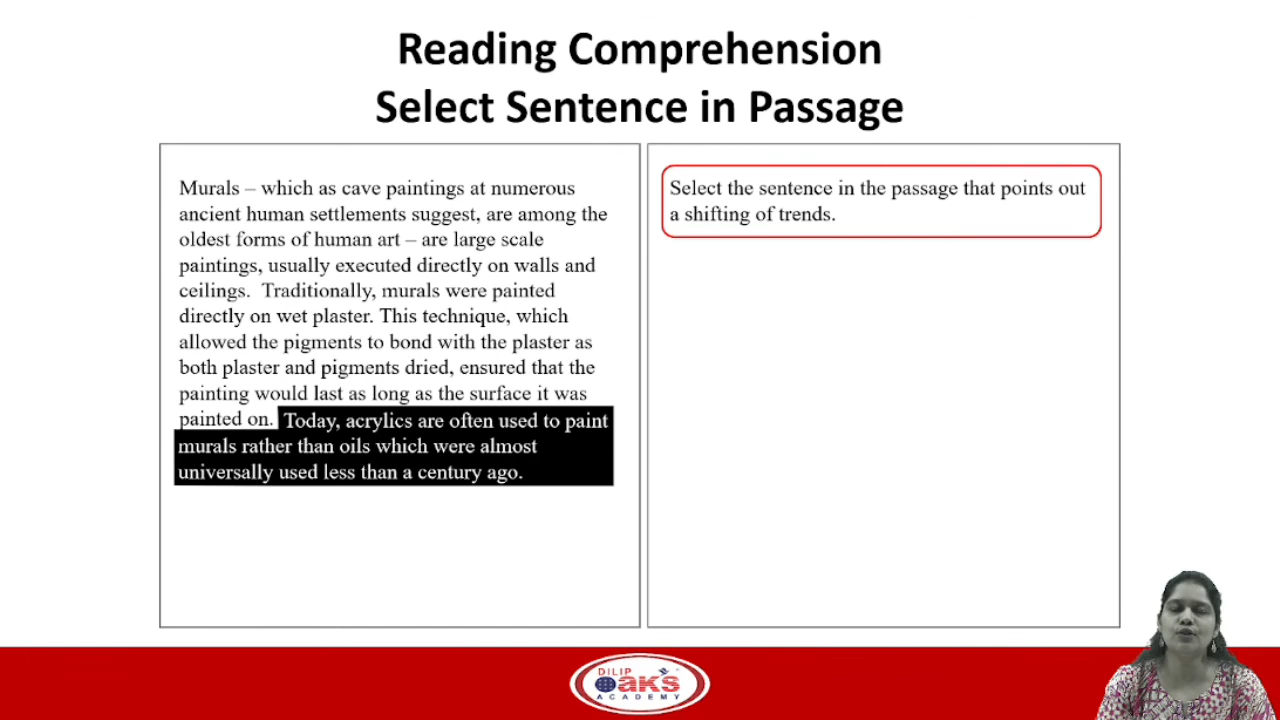 Reading Comprehension
Select Sentence in Passage
Murals – which as cave paintings at numerous
ancient human settlements suggest, are among the
oldest forms of human art – are large scale
paintings, usually executed directly on walls and
ceilings.  Traditionally, murals were painted
directly on wet plaster. This technique, which
allowed the pigments to bond with the plaster as
both plaster and pigments dried, ensured that the
painting would last as long as the surface it was
painted on. Today, acrylics are often used to paint
murals rather than oils which were almost
universally used less than a century ago.
Select the sentence in the passage that points out
a shifting of trends.
DILIP
oaks
ACADEMY